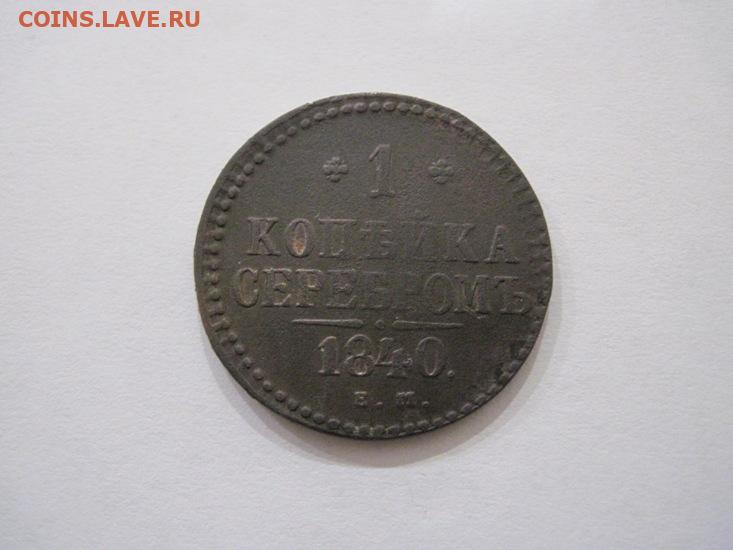 COINS.LAVE.RU
1
КОПѢЙКА
СЕРЕБРОМЪ
1840.
Е. М.